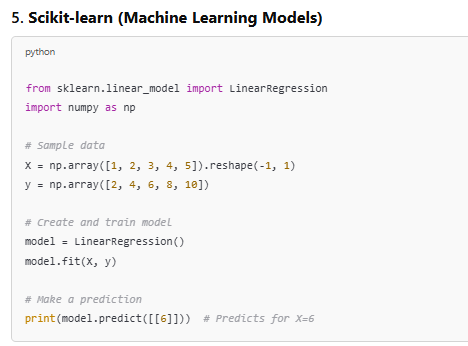 5. Scikit-learn (Machine Learning Models)
python
from sklearn.linear_model import LinearRegression
import numpy as np
# Sample data
X = np.array([1, 2, 3, 4, 5]).reshape(-1, 1)
y = np.array([2, 4, 6, 8, 10])
# Create and train model
model = LinearRegression()
model.fit(X, y)
# Make a prediction
print(model.predict([[6]])) # Predicts for X=6